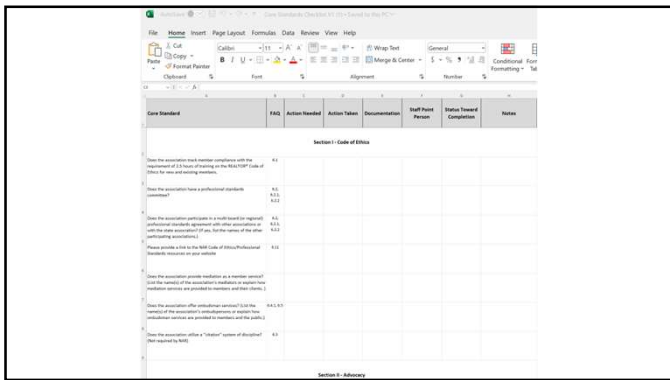 AutoSave
Core Standards Checklist • Saved to this PC
File Home Insert Page Layout Formulas Data Review View Help
Paste
Cut
Copy
Format Painter
Clipboard
Calibri 11
B I U
Font
Wrap Text
Merge & Center
Alignment
General
Number
Conditional
Formatting
Core Standard FAQ Action Needed Action Taken Documentation Staff Point Person Status Toward Completion Notes
Section I - Code of Ethics
Does the association track member compliance with the
requirement of 2.5 hours of training on the REALTOR® Code of
Ethics for new and existing members.
Does the association have a professional standards
committee?
Does the association participate in a multi-board (or regional)
professional standards agreement with other associations or
with the state association? (If yes, list the names of the other
participating associations.)
Please provide a link to the NAR Code of Ethics/Professional
Standards resources on your website
Does the association provide mediation as a member service?
(List the name(s) of the association's mediators or explain how
mediation services are provided to members and their clients.)
Does the association offer ombudsman services? (List the
name(s) of the association's ombudspersons or explain how
ombudsman services are provided to members and the public.)
Does the association utilize a "citation" system of discipline?
(Not required by NAR)
Section II - Advocacy